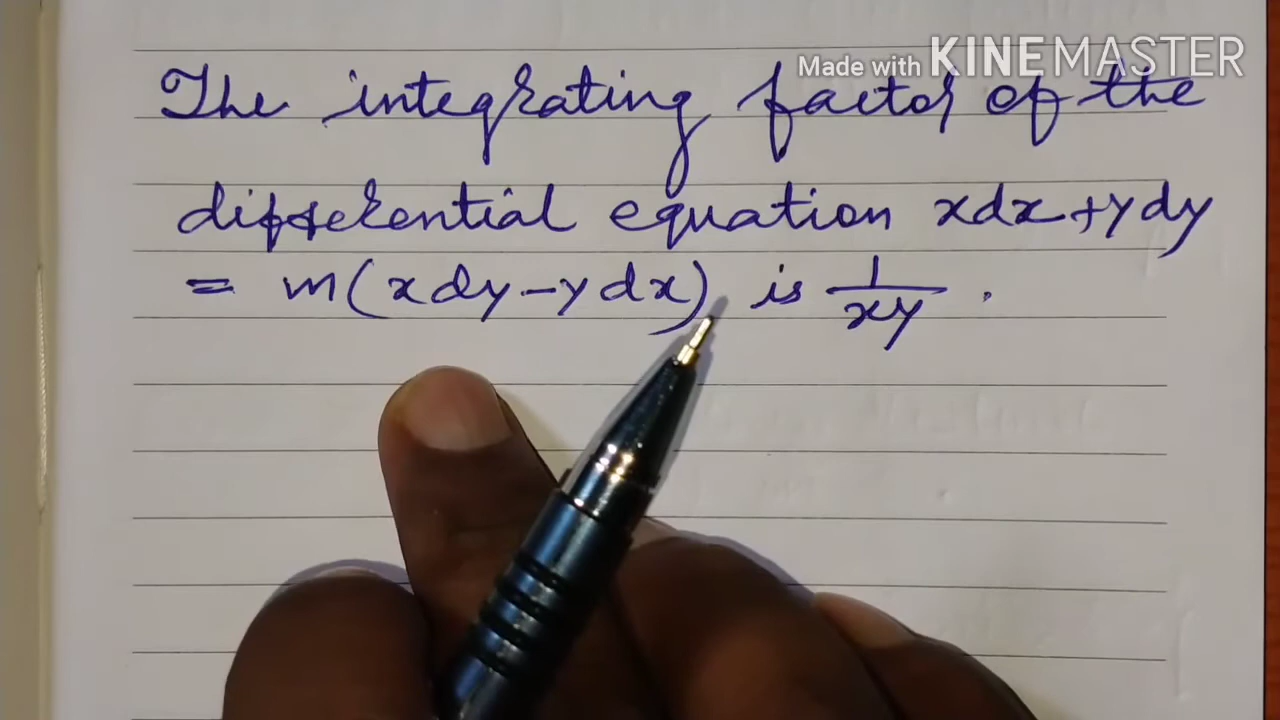 Made with KINEMASTER
The integrating factor of the
differential equation xdx+ydy
= m(xdy-ydx) is 1/xy .